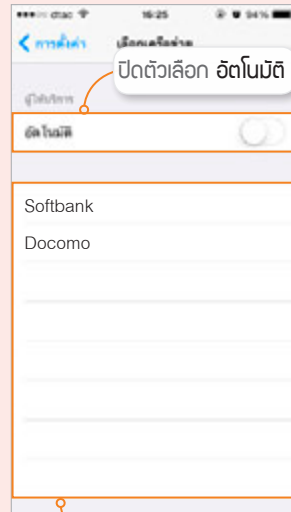 dtac 16:25 94%
การตั้งค่า เลือกเครือข่าย
ปิดตัวเลือก อัตโนมัติ
ผู้ให้บริการ
อัตโนมัติ
Softbank
Docomo